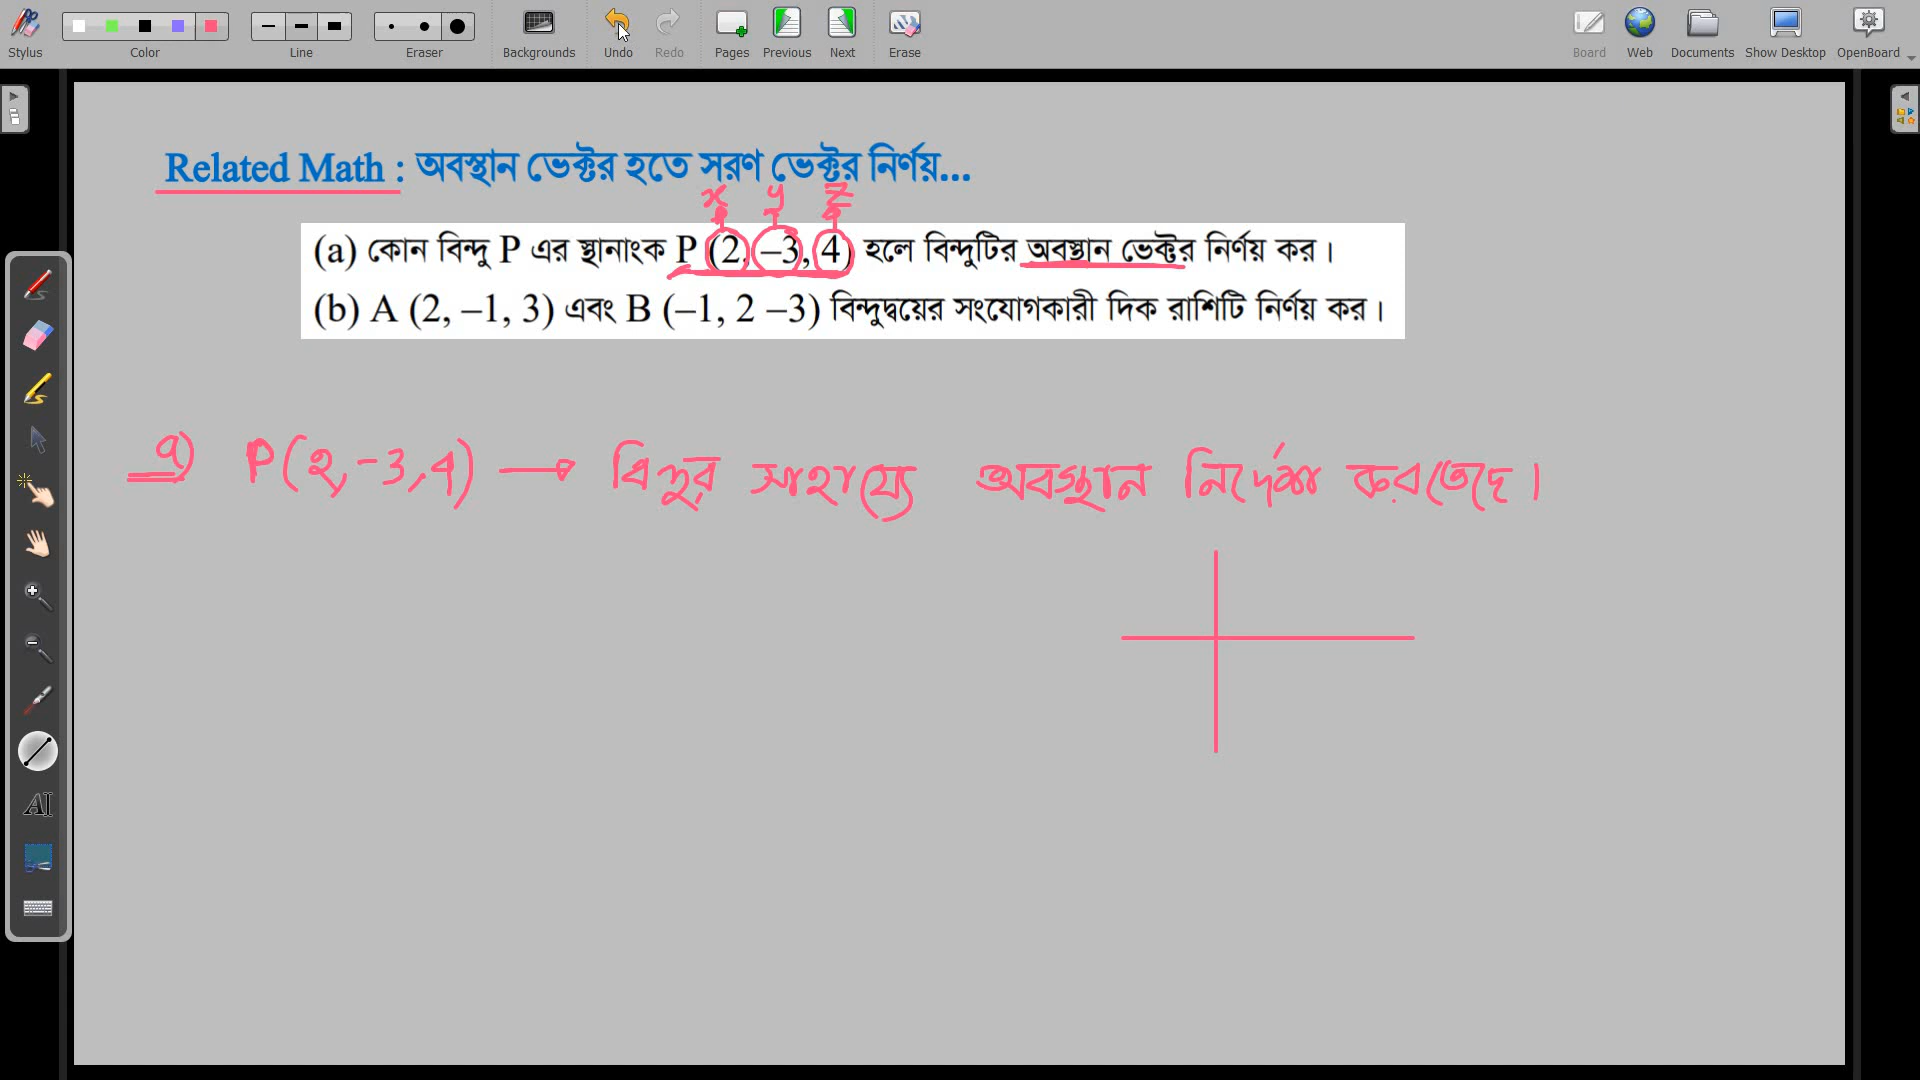 Stylus Color Line Eraser Backgrounds Undo Redo Pages Previous Next Erase Board Web Documents Show Desktop OpenBoard
Related Math : অবস্থান ভেক্টর হতে সরণ ভেক্টর নির্ণয়...
x y z
(a) কোন বিন্দু P এর স্থানাংক P (2, –3, 4) হলে বিন্দুটির অবস্থান ভেক্টর নির্ণয় কর।
(b) A (2, –1, 3) এবং B (–1, 2 –3) বিন্দুদ্বয়ের সংযোগকারী দিক রাশিটি নির্ণয় কর।
a) P(2, -3, 4) → বিন্দুর সাহায্যে অবস্থান নির্দেশ করতেছে।
AI